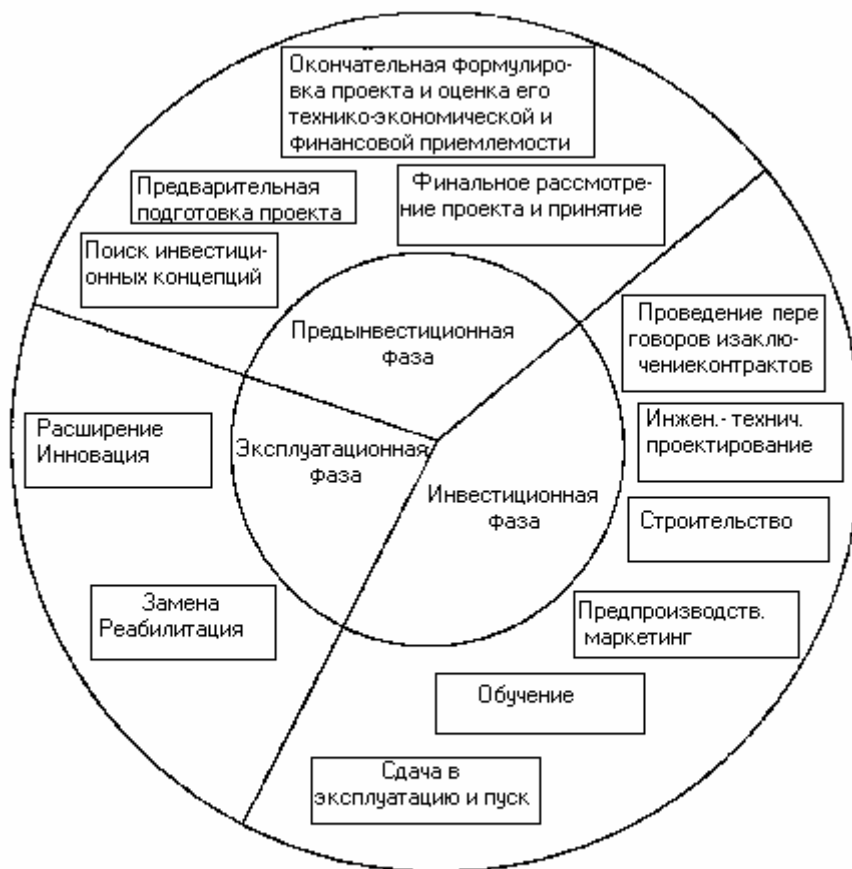 Окончательная формулиро-
вка проекта и оценка его
технико-экономической и
финансовой приемлемости
Предварительная
подготовка проекта
Финальное рассмотре-
ние проекта и принятие
Поиск инвестици-
онных концепций
Предынвестиционная
фаза
Проведение пере
говоров изаклю-
чениеконтрактов
Расширение
Инновация
Эксплуатационная
фаза
Инвестиционная
фаза
Инжен.- технич.
проектирование
Строительство
Замена
Реабилитация
Предпроизводств.
маркетинг
Обучение
Сдача в
эксплуатацию и пуск